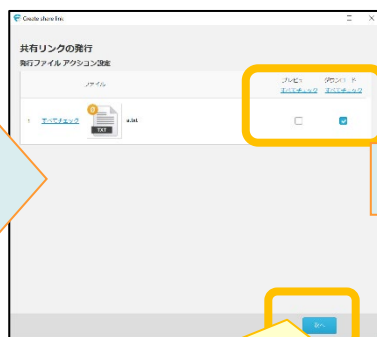 Create share link
共有リンクの発行
発行ファイル アクション設定
ファイル
プレビュー ダウンロード
すべてチェック すべてチェック
1 すべてチェック TXT a.txt
次へ